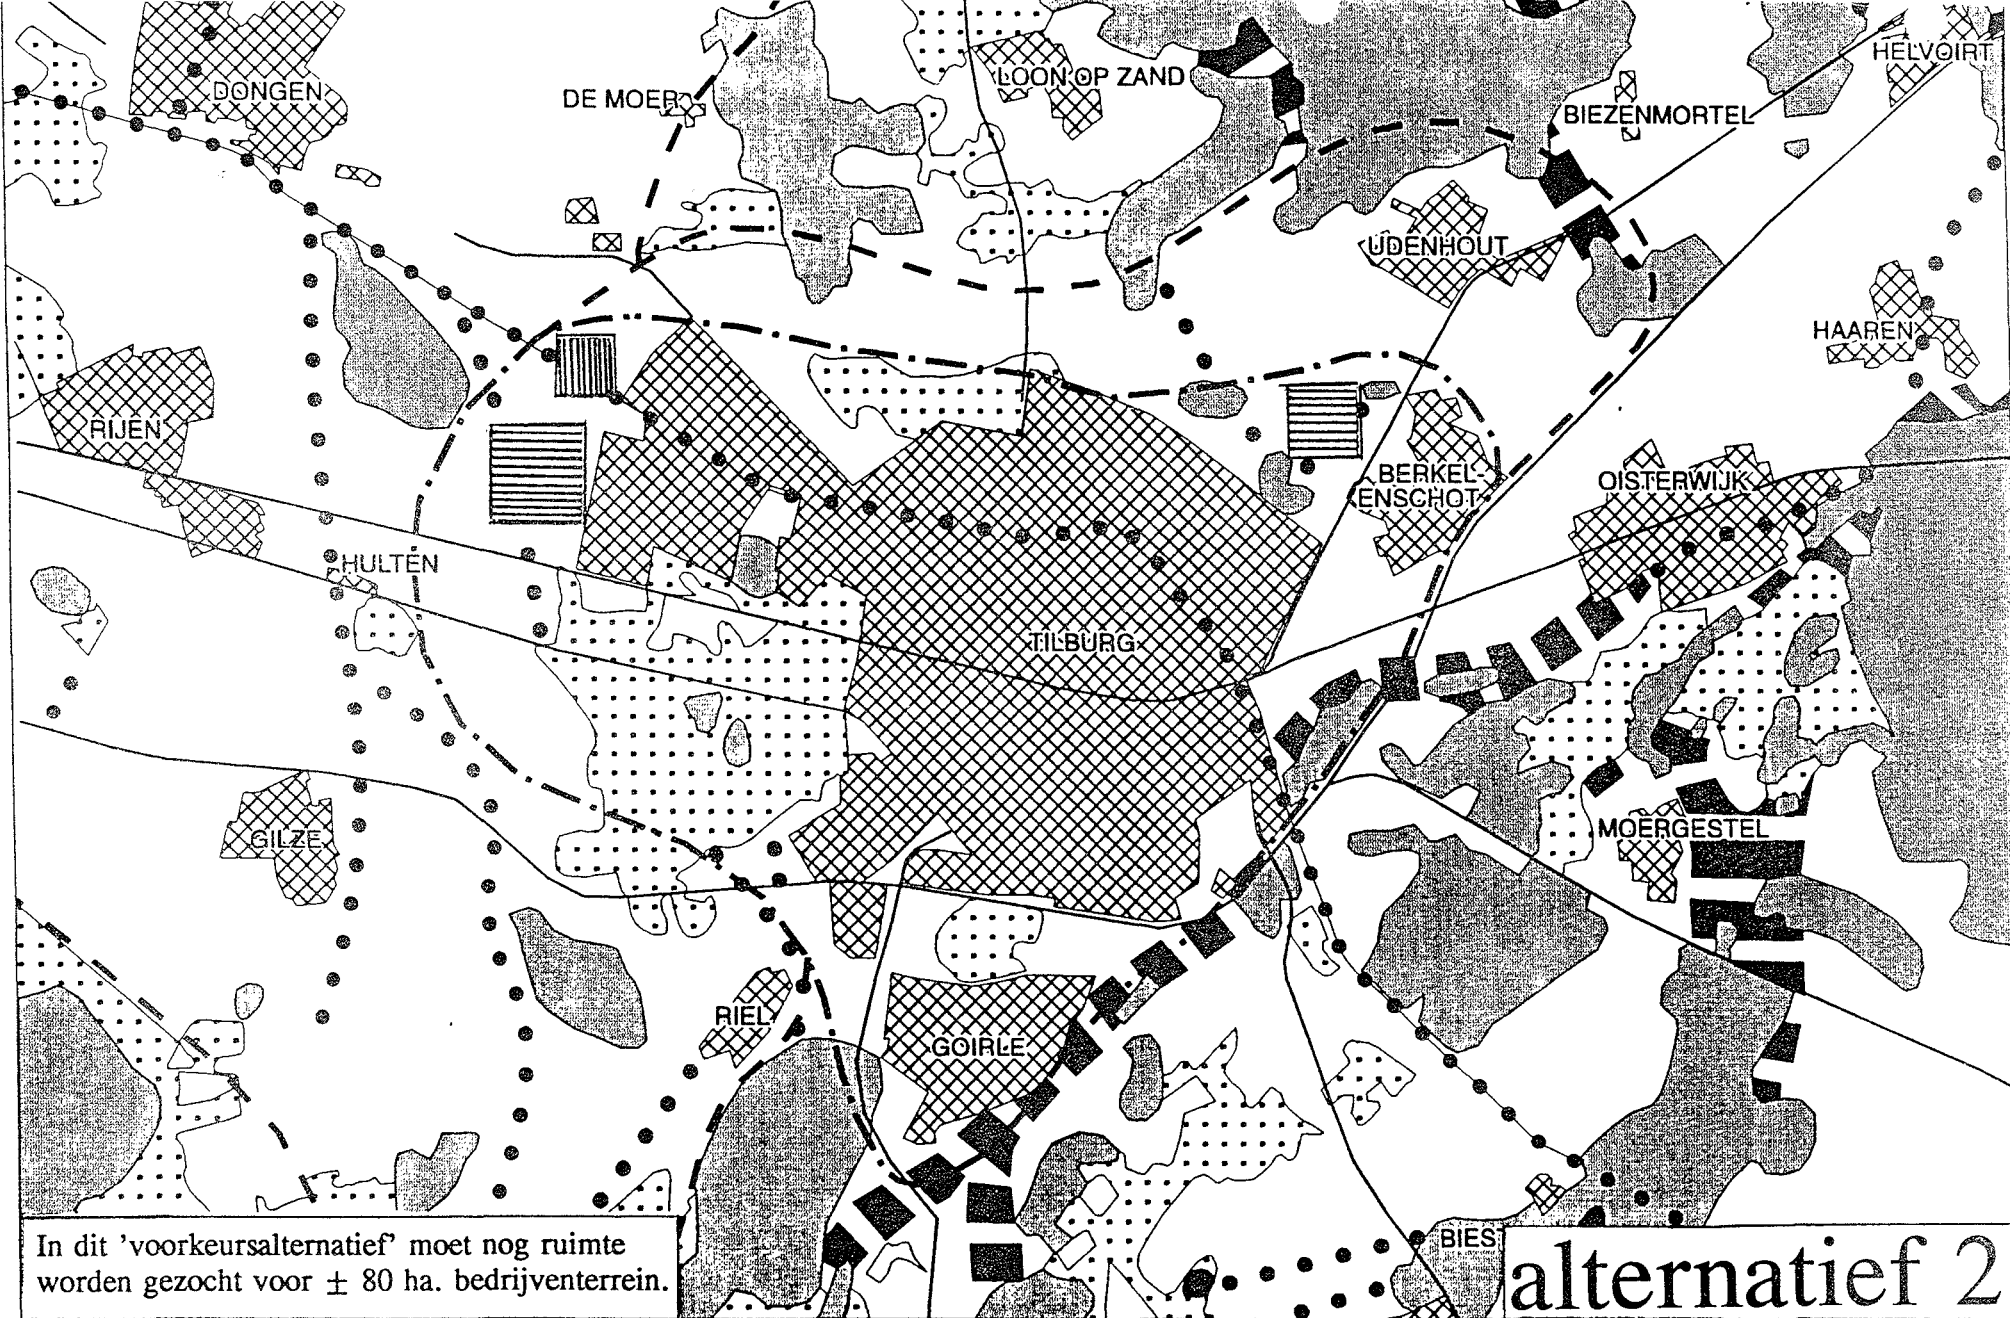 HELVOIRT
LOON OP ZAND
DONGEN
DE MOER
BIEZENMORTEL
UDENHOUT
HAAREN
RIJEN
BERKEL-
ENSCHOT
OISTERWIJK
HULTEN
TILBURG
MOERGESTEL
GILZE
RIEL
GOIRLE
BIEST
In dit 'voorkeursalternatief' moet nog ruimte
worden gezocht voor ± 80 ha. bedrijventerrein.
alternatief 2